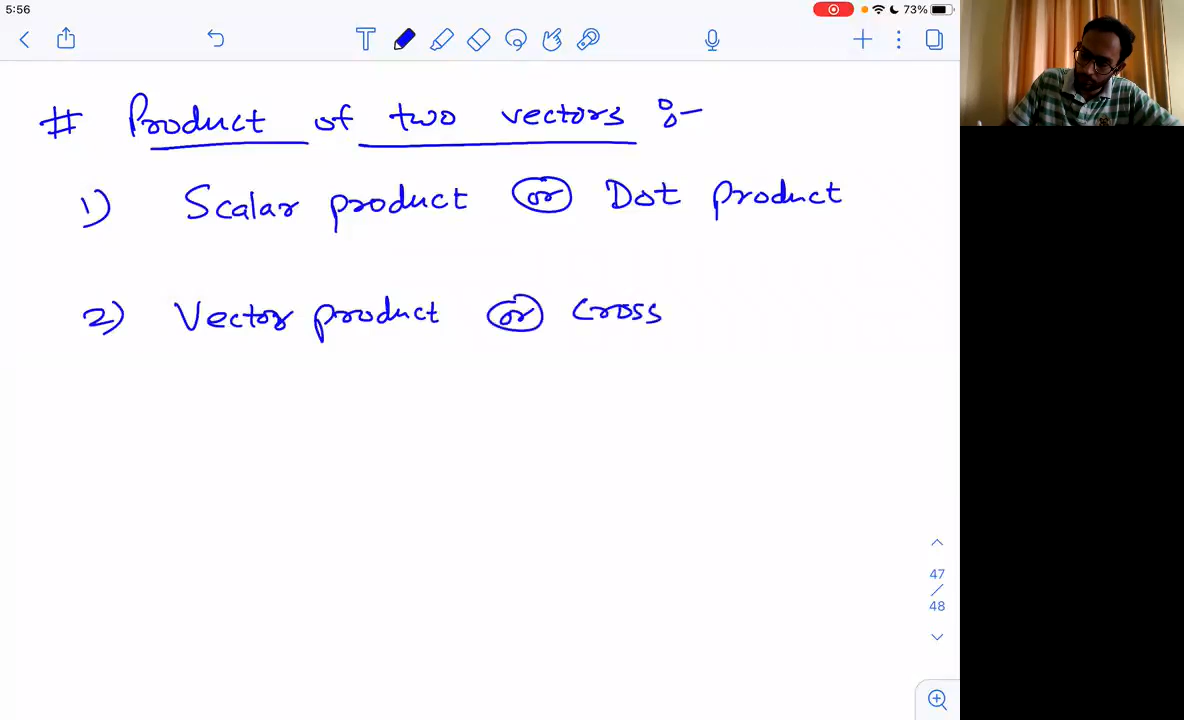 5:56
73%
# Product of two vectors :-
1) Scalar product or Dot product
2) Vector product or Cross
47
/
48